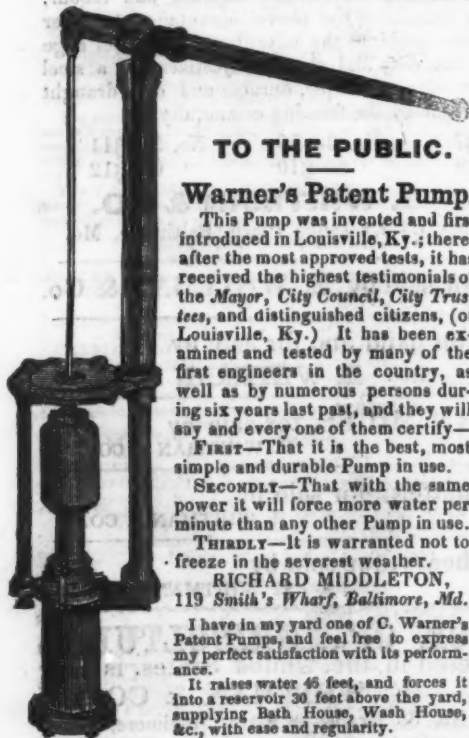 TO THE PUBLIC.
Warner's Patent Pump
This Pump was invented and firs
introduced in Louisville, Ky.; there
after the most approved tests, it has
received the highest testimonials o
the Mayor, City Council, City Trus
tees, and distinguished citizens, (o
Louisville, Ky.) It has been ex-
amined and tested by many of the
first engineers in the country, as
well as by numerous persons dur-
ing six years last past, and they will
say and every one of them certify—
FIRST—That it is the best, most
simple and durable Pump in use.
SECONDLY—That with the same
power it will force more water per
minute than any other Pump in use.
THIRDLY—It is warranted not to
freeze in the severest weather.
RICHARD MIDDLETON,
119 Smith's Wharf, Baltimore, Md.
I have in my yard one of C. Warner's
Patent Pumps, and feel free to express
my perfect satisfaction with its perform-
ance.
It raises water 45 feet, and forces it
into a reservoir 30 feet above the yard,
supplying Bath House, Wash House,
&c., with ease and regularity.